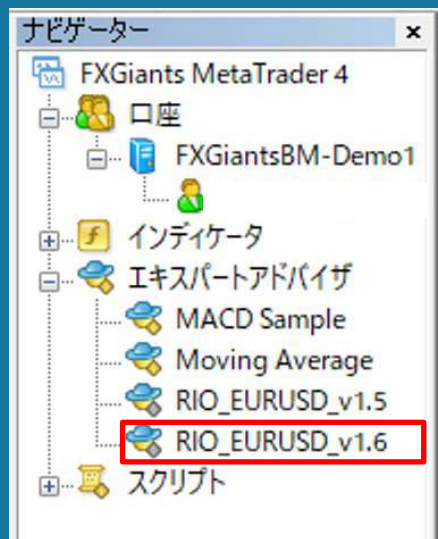 ナビゲーター
FXGiants MetaTrader 4
口座
FXGiantsBM-Demo1
インディケータ
エキスパートアドバイザ
MACD Sample
Moving Average
RIO_EURUSD_v1.5
RIO_EURUSD_v1.6
スクリプト